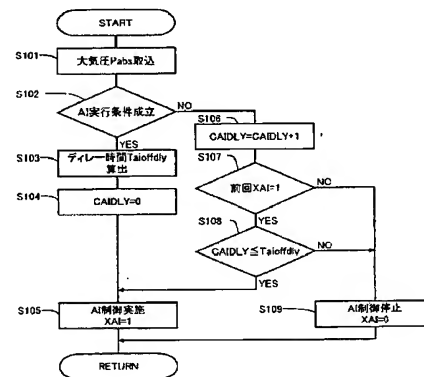 START
S101
大気圧Pabs取込
S102
AI実行条件成立
NO
YES
S106
CAIDLY=CAIDLY+1
S103
ディレー時間Taioffdly
算出
S107
前回XAI=1
NO
YES
S104
CAIDLY=0
S108
CAIDLY≦Taioffdly
NO
YES
S105
AI制御実施
XAI=1
S109
AI制御停止
XAI=0
RETURN